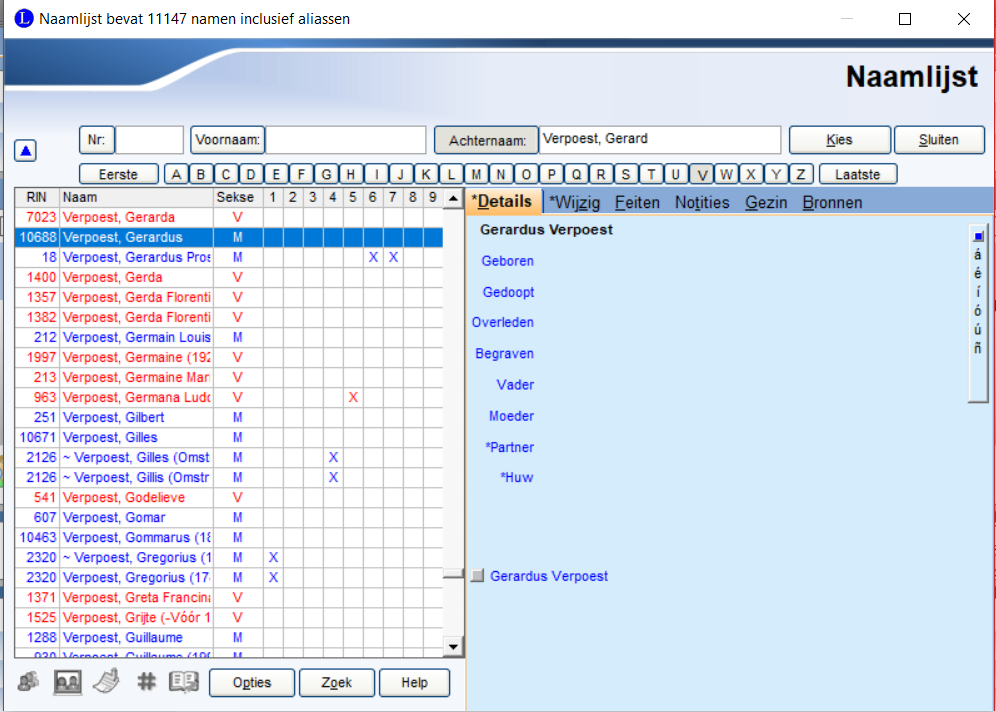 L Naamlijst bevat 11147 namen inclusief aliassen
Naamlijst
Nr: Voornaam: Achternaam: Verpoest, Gerard Kies Sluiten
Eerste A B C D E F G H I J K L M N O P Q R S T U V W X Y Z Laatste
RIN Naam Sekse 1 2 3 4 5 6 7 8 9
7023 Verpoest, Gerarda V
10688 Verpoest, Gerardus M
18 Verpoest, Gerardus Pros M X X
1400 Verpoest, Gerda V
1357 Verpoest, Gerda Florenti V
1382 Verpoest, Gerda Florenti V
212 Verpoest, Germain Louis M
1997 Verpoest, Germaine (192 V
213 Verpoest, Germaine Mar V
963 Verpoest, Germana Ludo V X
251 Verpoest, Gilbert M
10671 Verpoest, Gilles M
2126 ~ Verpoest, Gilles (Omst M X
2126 ~ Verpoest, Gillis (Omstr M X
541 Verpoest, Godelieve V
607 Verpoest, Gomar M
10463 Verpoest, Gommarus (18 M
2320 ~ Verpoest, Gregorius (1 M X
2320 Verpoest, Gregorius (17 M X
1371 Verpoest, Greta Francina V
1525 Verpoest, Grijte (-Vóór 1 V
1288 Verpoest, Guillaume M
930 Verpoest, Guillaume (190 M
Opties Zoek Help
*Details *Wijzig Feiten Notities Gezin Bronnen
Gerardus Verpoest
Geboren
Gedoopt
Overleden
Begraven
Vader
Moeder
*Partner
*Huw
Gerardus Verpoest
á
é
í
ó
ú
ñ